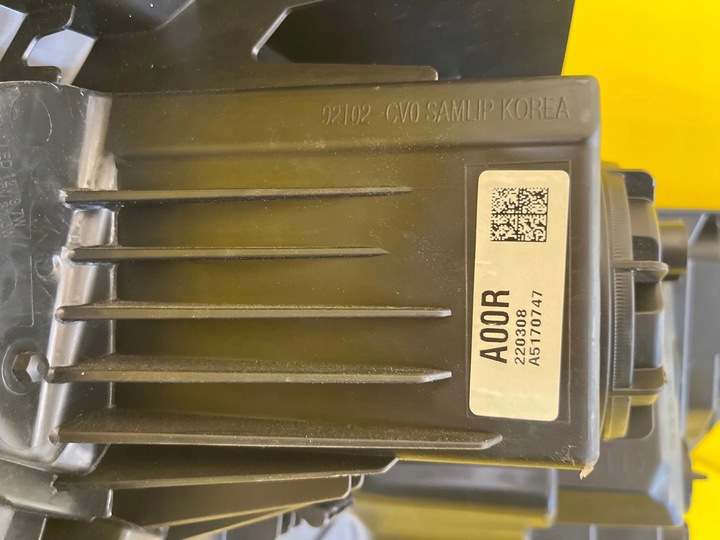 92102-CV0 SAMLIP KOREA
A00R
220308
A5170747